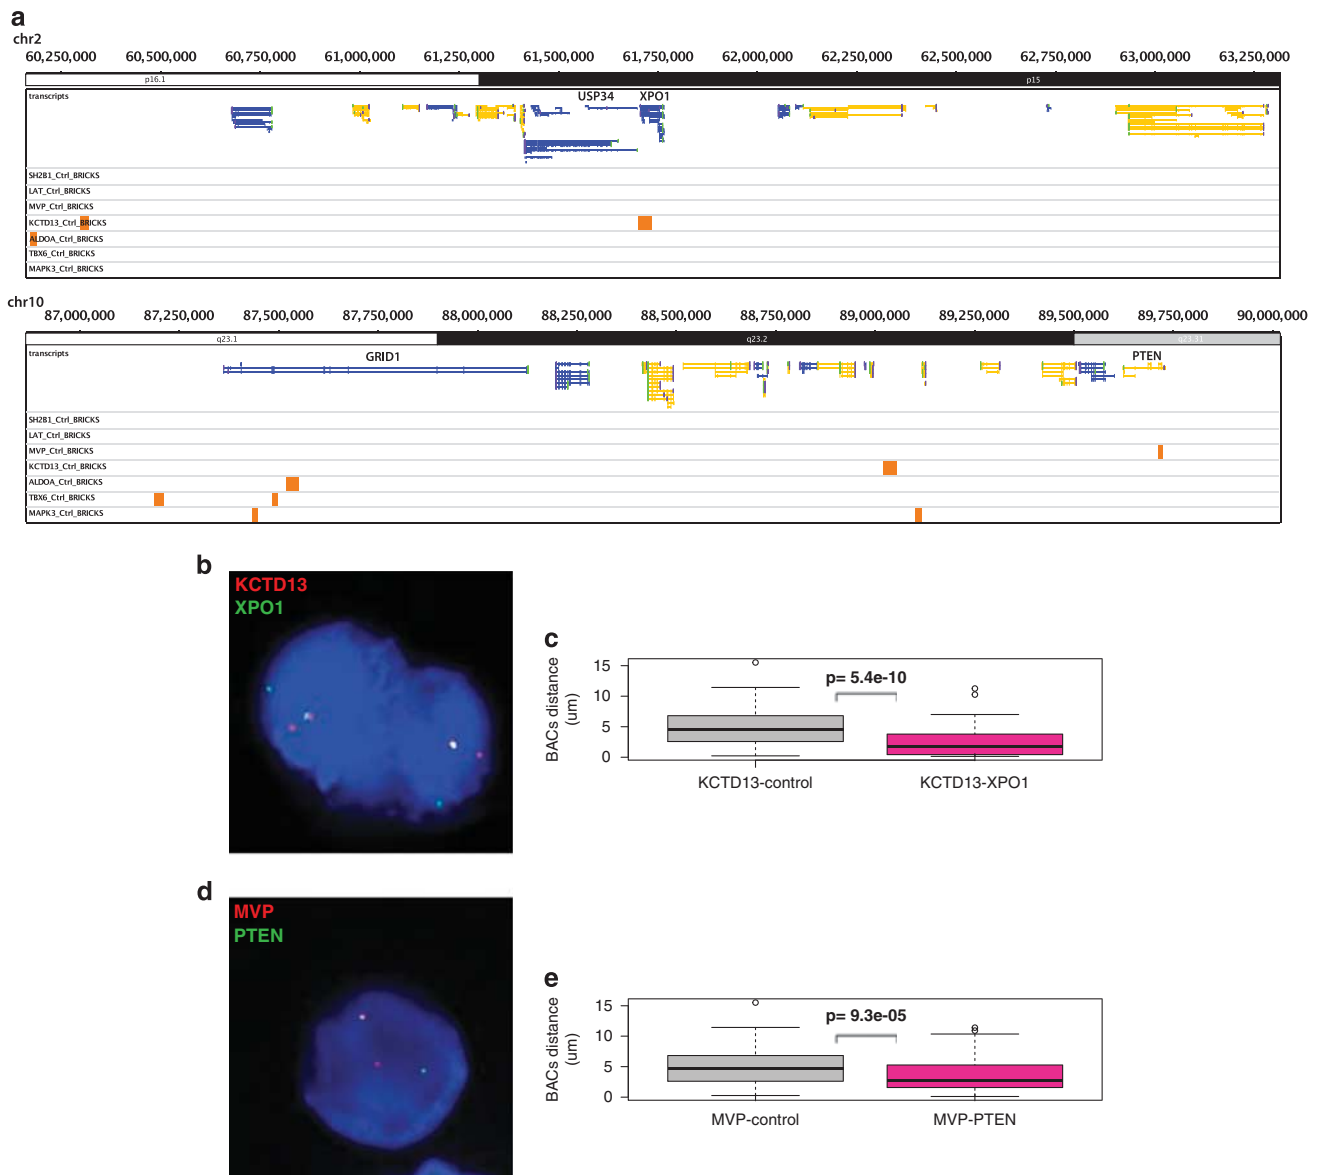 a
chr2
60,250,000 60,500,000 60,750,000 61,000,000 61,250,000 61,500,000 61,750,000 62,000,000 62,250,000 62,500,000 62,750,000 63,000,000 63,250,000
p16.1 p15
transcripts USP34 XPO1
SH2B1_Ctrl_BRICKS
LAT_Ctrl_BRICKS
MVP_Ctrl_BRICKS
KCTD13_Ctrl_BRICKS
ALDOA_Ctrl_BRICKS
TBX6_Ctrl_BRICKS
MAPK3_Ctrl_BRICKS
chr10
87,000,000 87,250,000 87,500,000 87,750,000 88,000,000 88,250,000 88,500,000 88,750,000 89,000,000 89,250,000 89,500,000 89,750,000 90,000,000
q23.1 q23.2 q23.31
transcripts GRID1 PTEN
SH2B1_Ctrl_BRICKS
LAT_Ctrl_BRICKS
MVP_Ctrl_BRICKS
KCTD13_Ctrl_BRICKS
ALDOA_Ctrl_BRICKS
TBX6_Ctrl_BRICKS
MAPK3_Ctrl_BRICKS
b
KCTD13
XPO1
c
BACs distance
(um)
15
10
5
0
p= 5.4e-10
KCTD13-control KCTD13-XPO1
d
MVP
PTEN
e
BACs distance
(um)
15
10
5
0
p= 9.3e-05
MVP-control MVP-PTEN